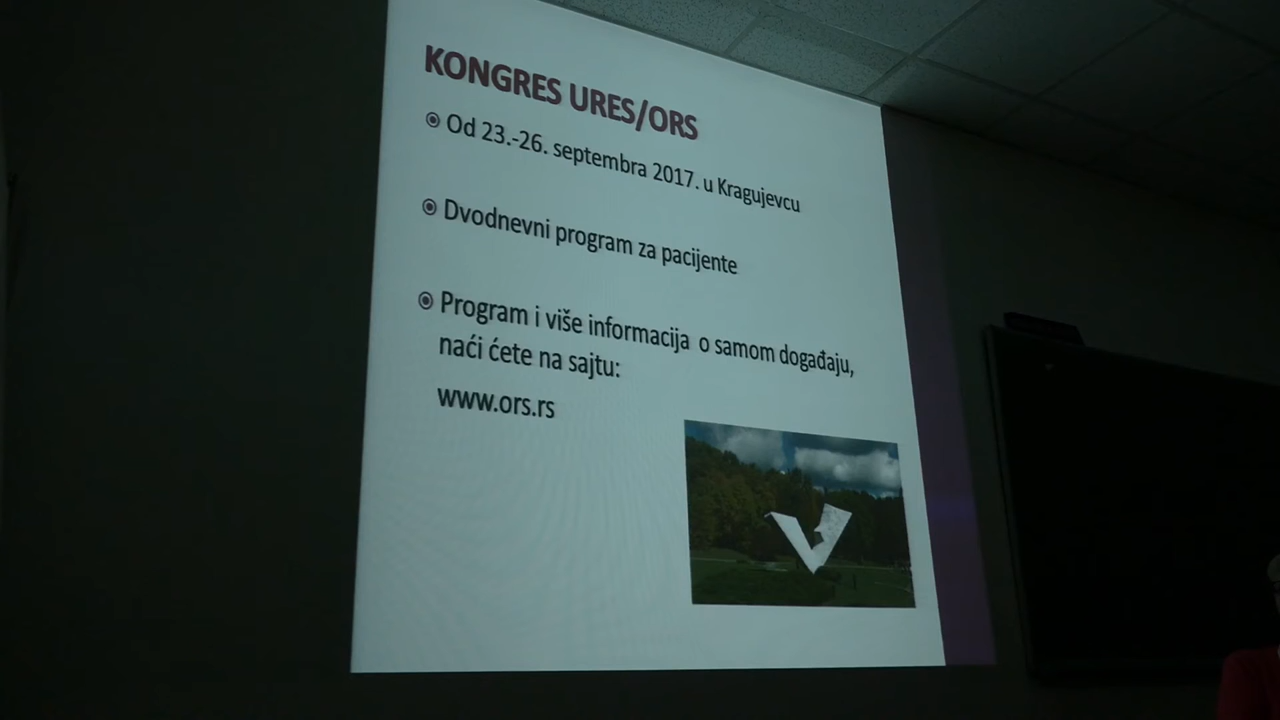 KONGRES URES/ORS
Od 23.-26. septembra 2017. u Kragujevcu
Dvodnevni program za pacijente
Program i više informacija o samom događaju,
naći ćete na sajtu:
www.ors.rs